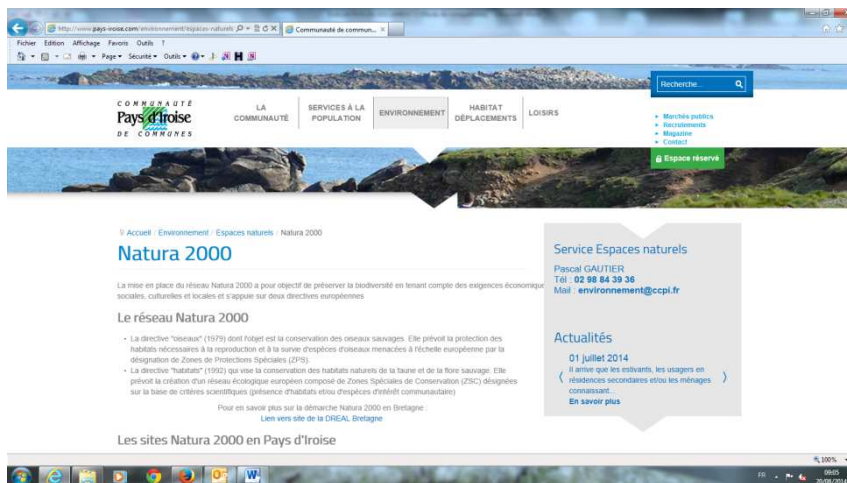 http://www.pays-iroise.com/environnement/espaces-naturels
Communauté de commun...
Fichier Edition Affichage Favoris Outils ?
Page Sécurité Outils
Recherche...
COMMUNAUTÉ
Pays d'Iroise
DE COMMUNES
LA COMMUNAUTÉ
SERVICES À LA POPULATION
ENVIRONNEMENT
HABITAT DÉPLACEMENTS
LOISIRS
Marchés publics
Recrutements
Magazine
Contact
Espace réservé
Accueil / Environnement / Espaces naturels / Natura 2000
Natura 2000
La mise en place du réseau Natura 2000 a pour objectif de préserver la biodiversité en tenant compte des exigences économique
sociales, culturelles et locales et s'appuie sur deux directives européennes
Le réseau Natura 2000
La directive "oiseaux" (1979) dont l'objet est la conservation des oiseaux sauvages. Elle prévoit la protection des
habitats nécessaires à la reproduction et à la survie d'espèces d'oiseaux menacées à l'échelle européenne par la
désignation de Zones de Protections Spéciales (ZPS).
La directive "habitats" (1992) qui vise la conservation des habitats naturels de la faune et de la flore sauvage. Elle
prévoit la création d'un réseau écologique européen composé de Zones Spéciales de Conservation (ZSC) désignées
sur la base de critères scientifiques (présence d'habitats et/ou d'espèces d'intérêt communautaire)
Pour en savoir plus sur la démarche Natura 2000 en Bretagne :
Lien vers site de la DREAL Bretagne
Les sites Natura 2000 en Pays d'Iroise
Service Espaces naturels
Pascal GAUTIER
Tél : 02 98 84 39 36
Mail : environnement@ccpi.fr
Actualités
01 juillet 2014
Il arrive que les estivants, les usagers en
résidences secondaires et/ou les ménages
connaissant...
En savoir plus
100%
FR
09:05
20/08/2014